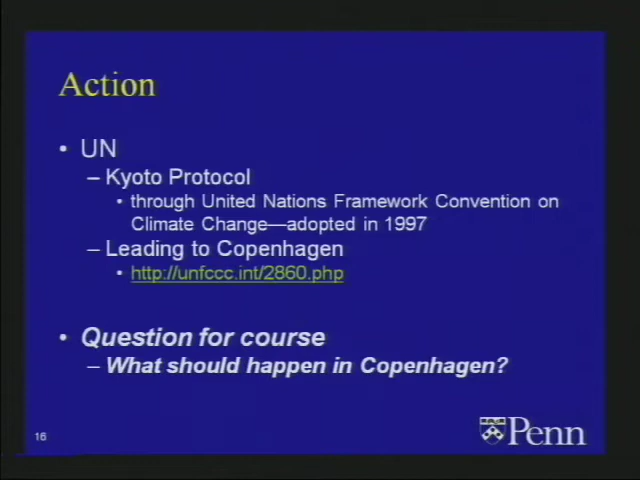 Action
• UN
– Kyoto Protocol
• through United Nations Framework Convention on
Climate Change—adopted in 1997
– Leading to Copenhagen
• http://unfccc.int/2860.php
• Question for course
– What should happen in Copenhagen?
16
Penn